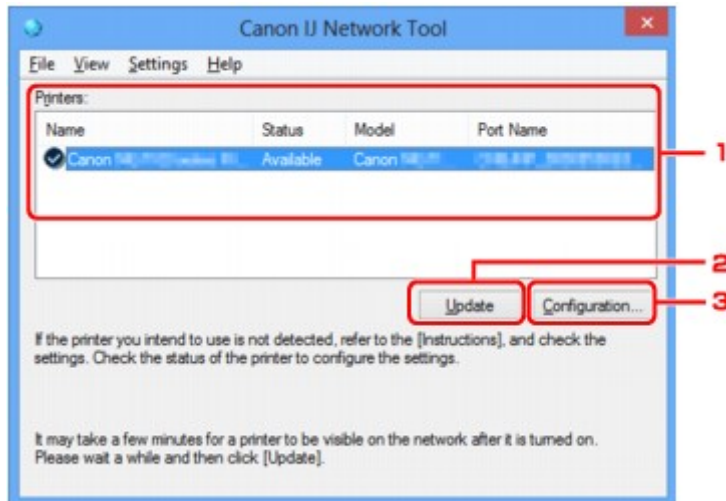 Canon IJ Network Tool
File View Settings Help
Printers:
Name Status Model Port Name
Canon Available Canon
1
2
Update Configuration...
3
If the printer you intend to use is not detected, refer to the [Instructions], and check the
settings. Check the status of the printer to configure the settings.
It may take a few minutes for a printer to be visible on the network after it is turned on.
Please wait a while and then click [Update].